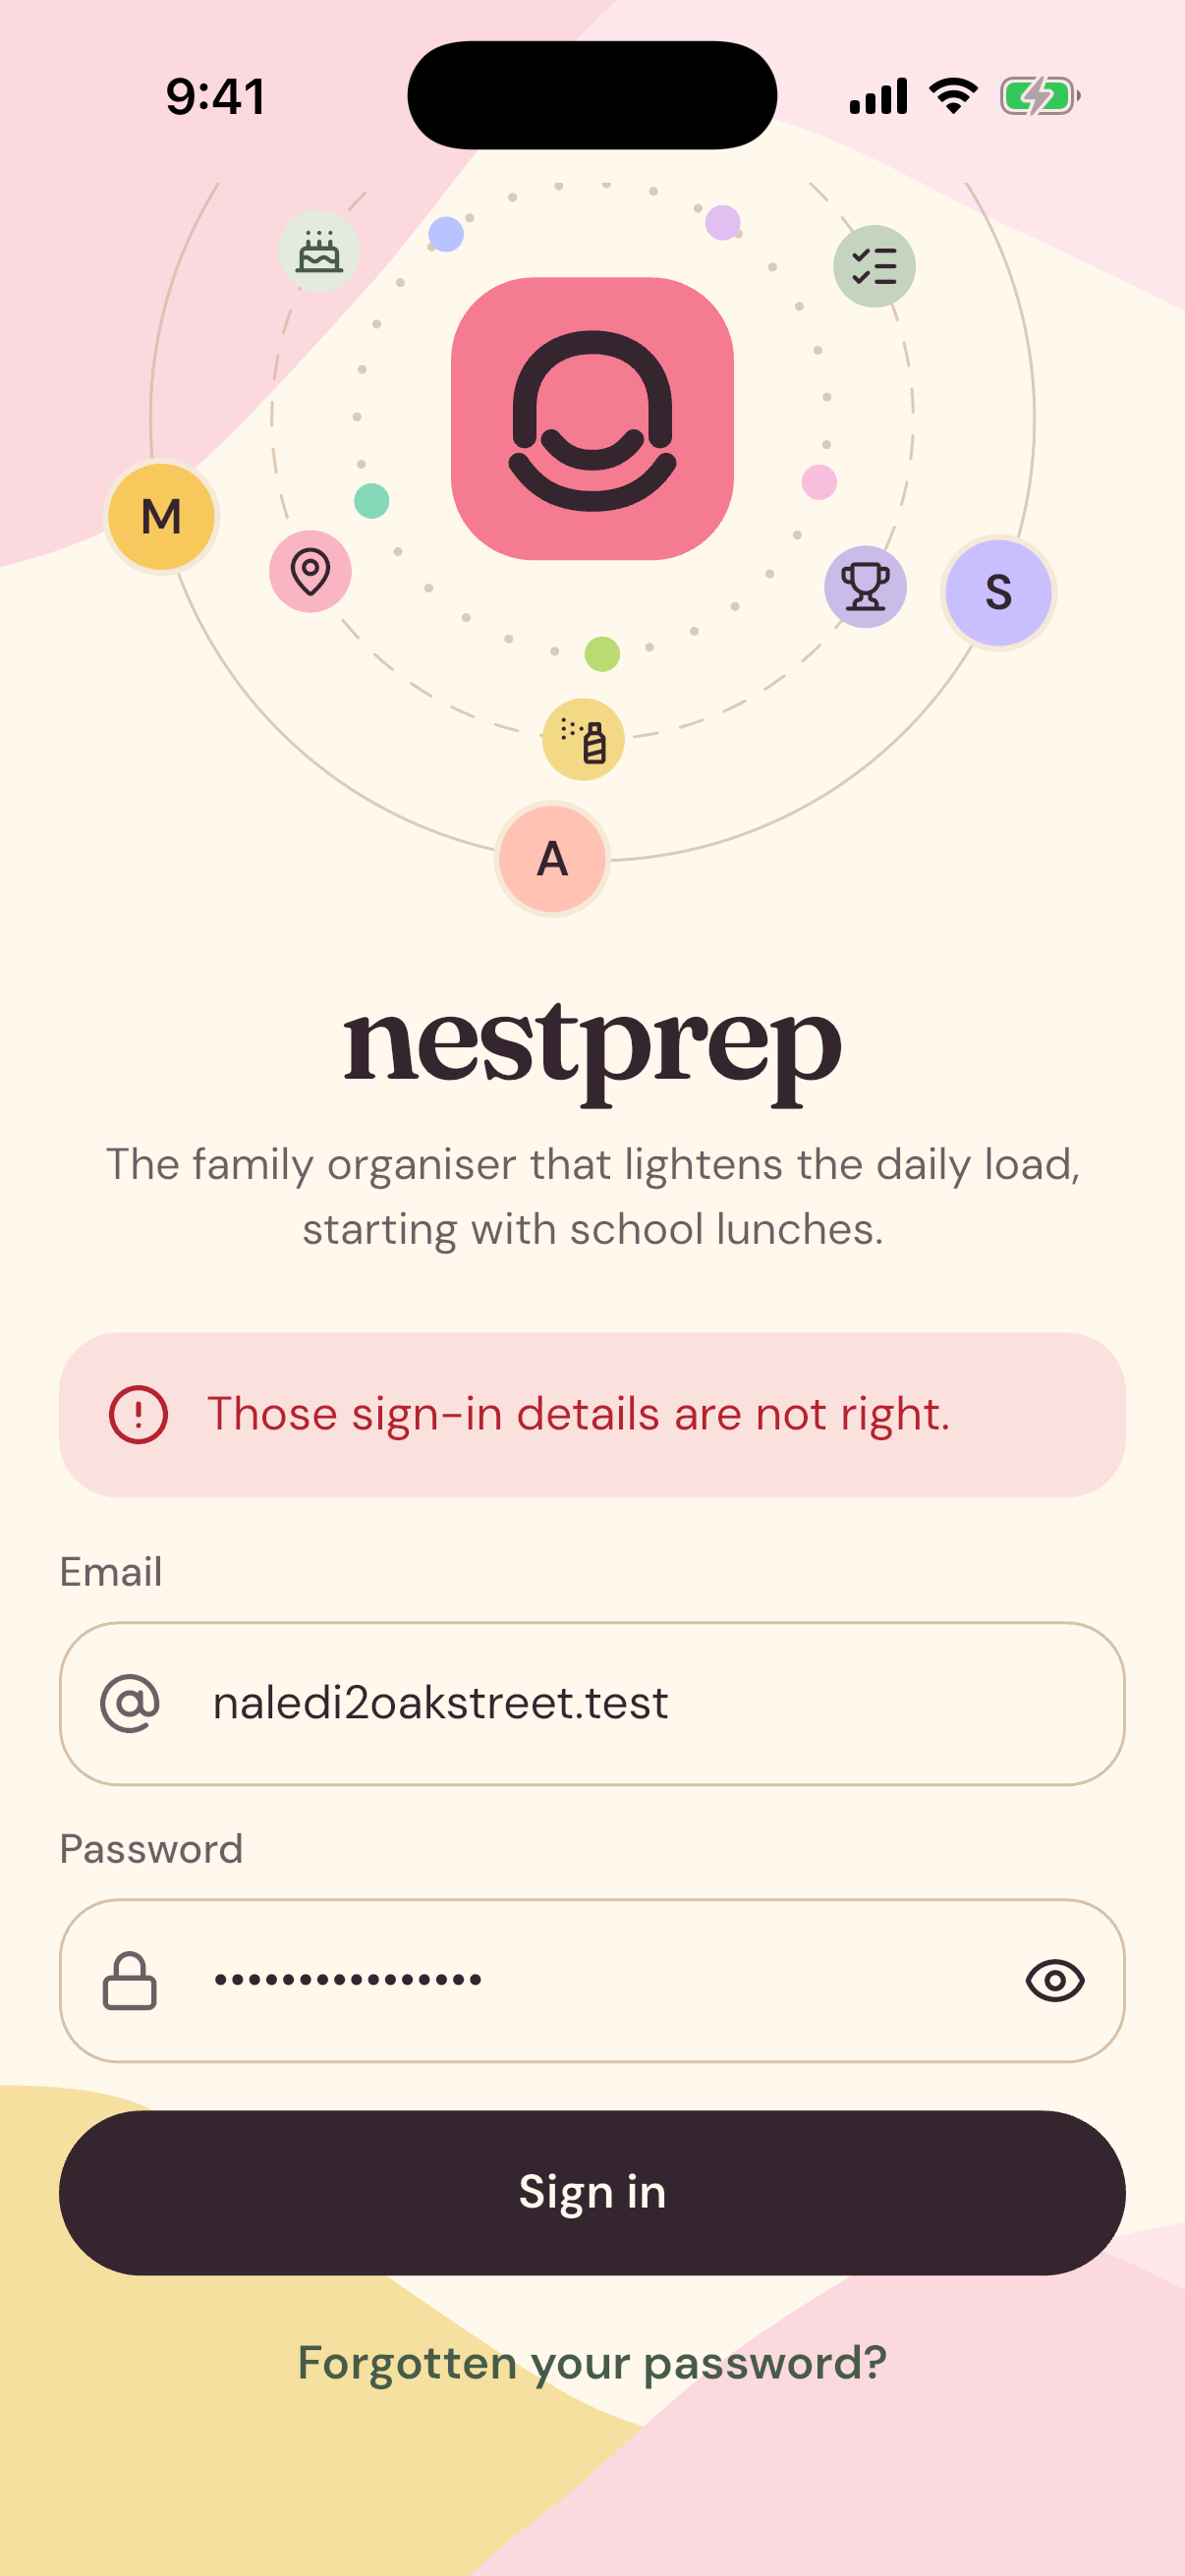 9:41
M
S
A
nestprep
The family organiser that lightens the daily load,
starting with school lunches.
Those sign-in details are not right.
Email
naledi2oakstreet.test
Password
••••••••••••••••
Sign in
Forgotten your password?